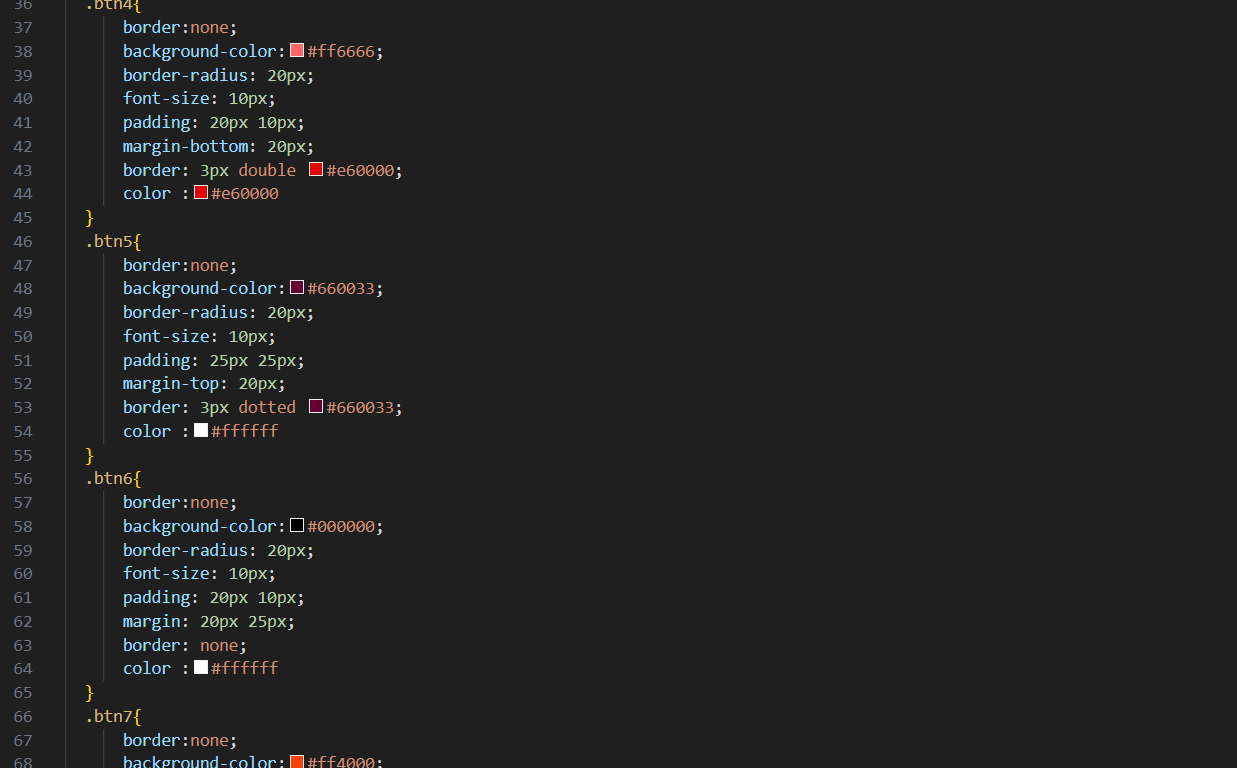 36 .btn4{
37 border:none;
38 background-color:#ff6666;
39 border-radius: 20px;
40 font-size: 10px;
41 padding: 20px 10px;
42 margin-bottom: 20px;
43 border: 3px double #e60000;
44 color :#e60000
45 }
46 .btn5{
47 border:none;
48 background-color:#660033;
49 border-radius: 20px;
50 font-size: 10px;
51 padding: 25px 25px;
52 margin-top: 20px;
53 border: 3px dotted #660033;
54 color :#ffffff
55 }
56 .btn6{
57 border:none;
58 background-color:#000000;
59 border-radius: 20px;
60 font-size: 10px;
61 padding: 20px 10px;
62 margin: 20px 25px;
63 border: none;
64 color :#ffffff
65 }
66 .btn7{
67 border:none;
68 background-color:#ff4000;